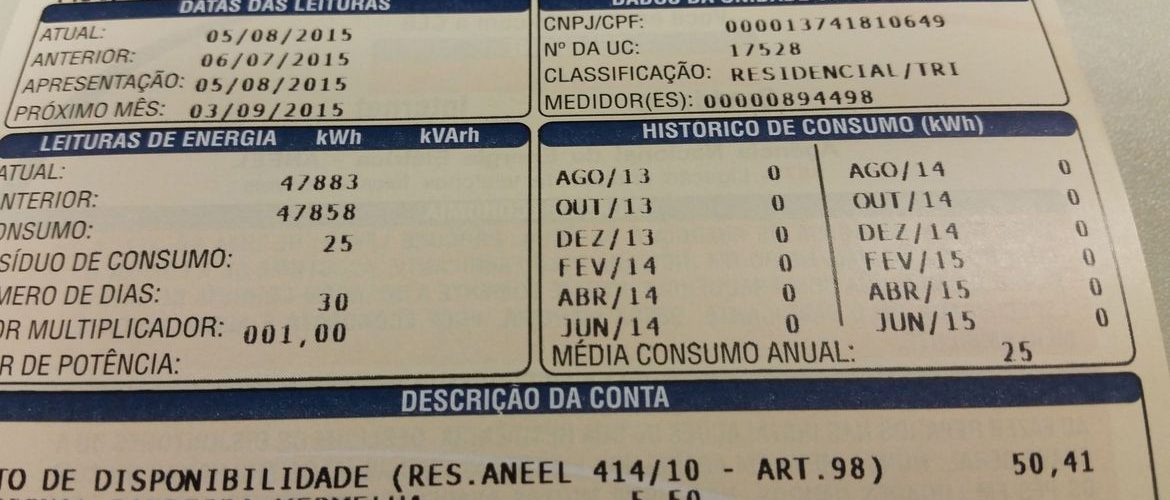 DATAS DAS LEITURAS
ATUAL: 05/08/2015
ANTERIOR: 06/07/2015
APRESENTAÇÃO: 05/08/2015
PRÓXIMO MÊS: 03/09/2015
DADOS DA
CNPJ/CPF: 000013741810649
Nº DA UC: 17528
CLASSIFICAÇÃO: RESIDENCIAL/TRI
MEDIDOR(ES): 00000894498
LEITURAS DE ENERGIA kWh kVArh
ATUAL: 47883
NTERIOR: 47858
ONSUMO: 25
SÍDUO DE CONSUMO:
MERO DE DIAS: 30
OR MULTIPLICADOR: 001,00
R DE POTÊNCIA:
HISTÓRICO DE CONSUMO (kWh)
AGO/13 0 AGO/14 0
OUT/13 0 OUT/14 0
DEZ/13 0 DEZ/14 0
FEV/14 0 FEV/15 0
ABR/14 0 ABR/15 0
JUN/14 0 JUN/15 0
MÉDIA CONSUMO ANUAL: 25
DESCRIÇÃO DA CONTA
TO DE DISPONIBILIDADE (RES.ANEEL 414/10 - ART.98) 50,41